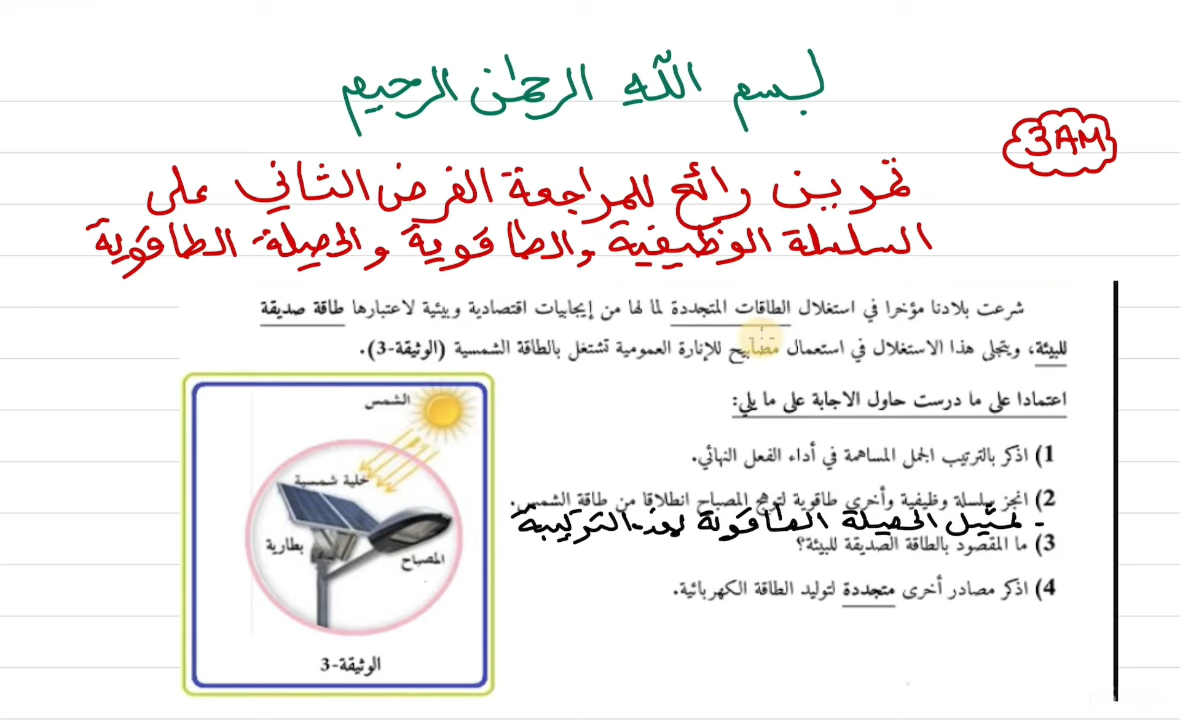 بسم الله الرحمان الرحيم
3AM
تمرين رائع للمراجعة الفرض الثاني على
السلسلة الوظيفية والطاقوية والحصيلة الطاقوية
شرعت بلادنا مؤخرا في استغلال الطاقات المتجددة لما لها من إيجابيات اقتصادية وبيئية لاعتبارها طاقة صديقة
للبيئة، ويتجلى هذا الاستغلال في استعمال مصابيح للإنارة العمومية تشتغل بالطاقة الشمسية (الوثيقة-3).
اعتمادا على ما درست حاول الاجابة على ما يلي:
1) اذكر بالترتيب الجمل المساهمة في أداء الفعل النهائي.
2) انجز سلسلة وظيفية وأخرى طاقوية لتوهج المصباح انطلاقا من طاقة الشمس.
- تمثيل الحصيلة الطاقوية لهذه التركيبة
3) ما المقصود بالطاقة الصديقة للبيئة؟
4) اذكر مصادر أخرى متجددة لتوليد الطاقة الكهربائية.
الشمس
خلية شمسية
بطارية
المصباح
الوثيقة-3